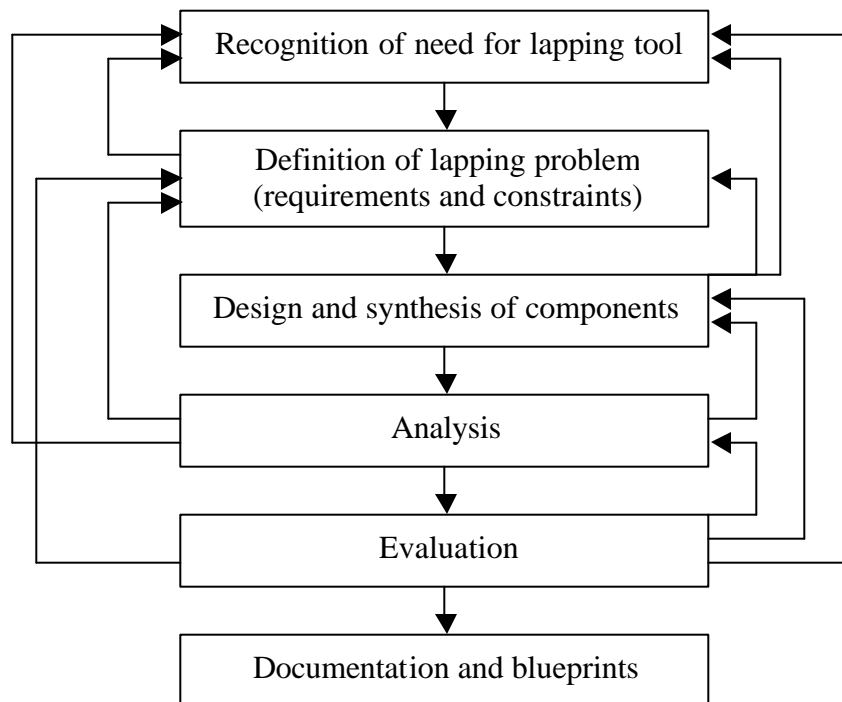 Recognition of need for lapping tool
Definition of lapping problem
(requirements and constraints)
Design and synthesis of components
Analysis
Evaluation
Documentation and blueprints